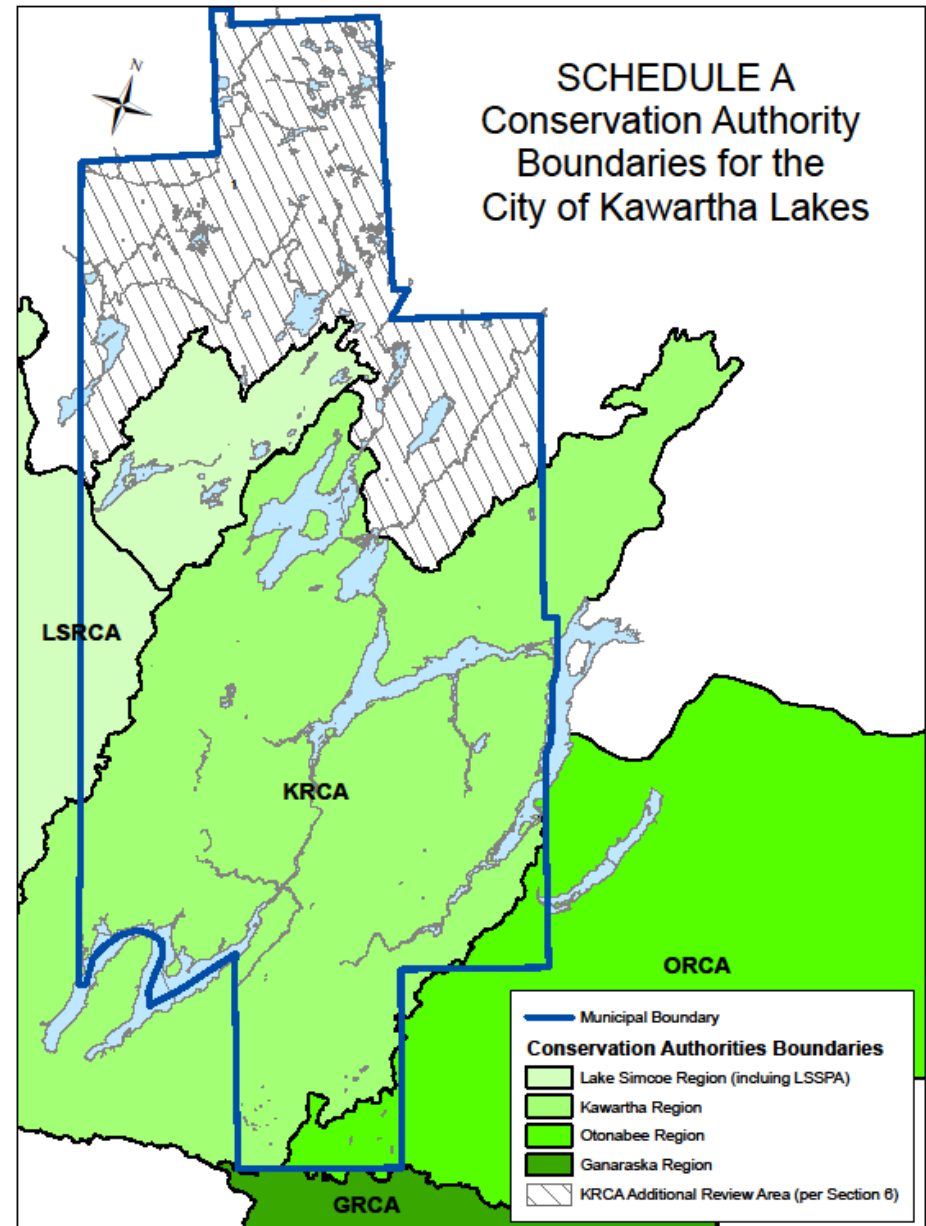 SCHEDULE A
Conservation Authority
Boundaries for the
City of Kawartha Lakes
N
1
LSRCA
KRCA
ORCA
GRCA
Municipal Boundary
Conservation Authorities Boundaries
Lake Simcoe Region (incluing LSSPA)
Kawartha Region
Otonabee Region
Ganaraska Region
KRCA Additional Review Area (per Section 6)